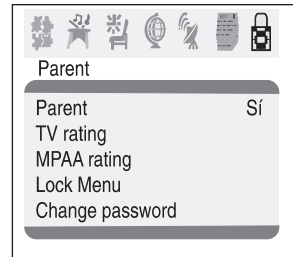 Parent
Parent Sí
TV rating
MPAA rating
Lock Menu
Change password